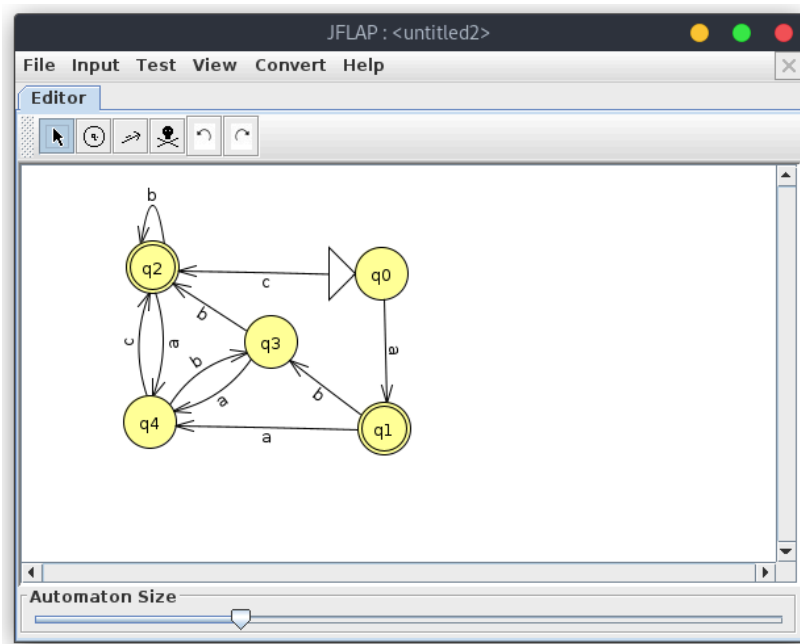 JFLAP : <untitled2>
File Input Test View Convert Help
Editor
b
q2
q0
c
b
q3
c
a
b
a
a
b
q4
q1
a
Automaton Size